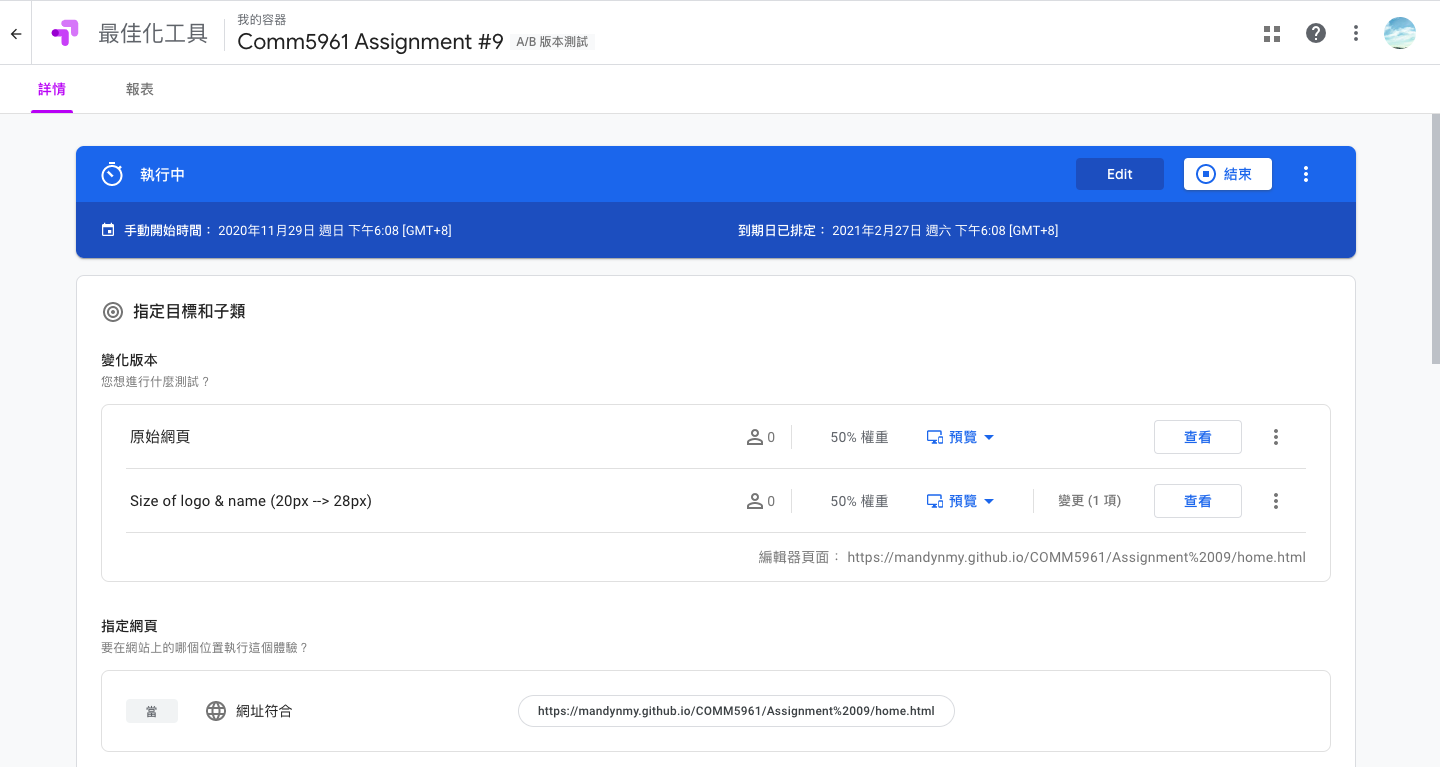 最佳化工具
我的容器
Comm5961 Assignment #9 A/B 版本測試
詳情 報表
執行中 Edit 結束
手動開始時間： 2020年11月29日 週日 下午6:08 [GMT+8] 到期日已排定： 2021年2月27日 週六 下午6:08 [GMT+8]
指定目標和子類
變化版本
您想進行什麼測試？
原始網頁 0 50% 權重 預覽 查看
Size of logo & name (20px --> 28px) 0 50% 權重 預覽 變更 (1 項) 查看
編輯器頁面： https://mandynmy.github.io/COMM5961/Assignment%2009/home.html
指定網頁
要在網站上的哪個位置執行這個體驗？
當 網址符合 https://mandynmy.github.io/COMM5961/Assignment%2009/home.html